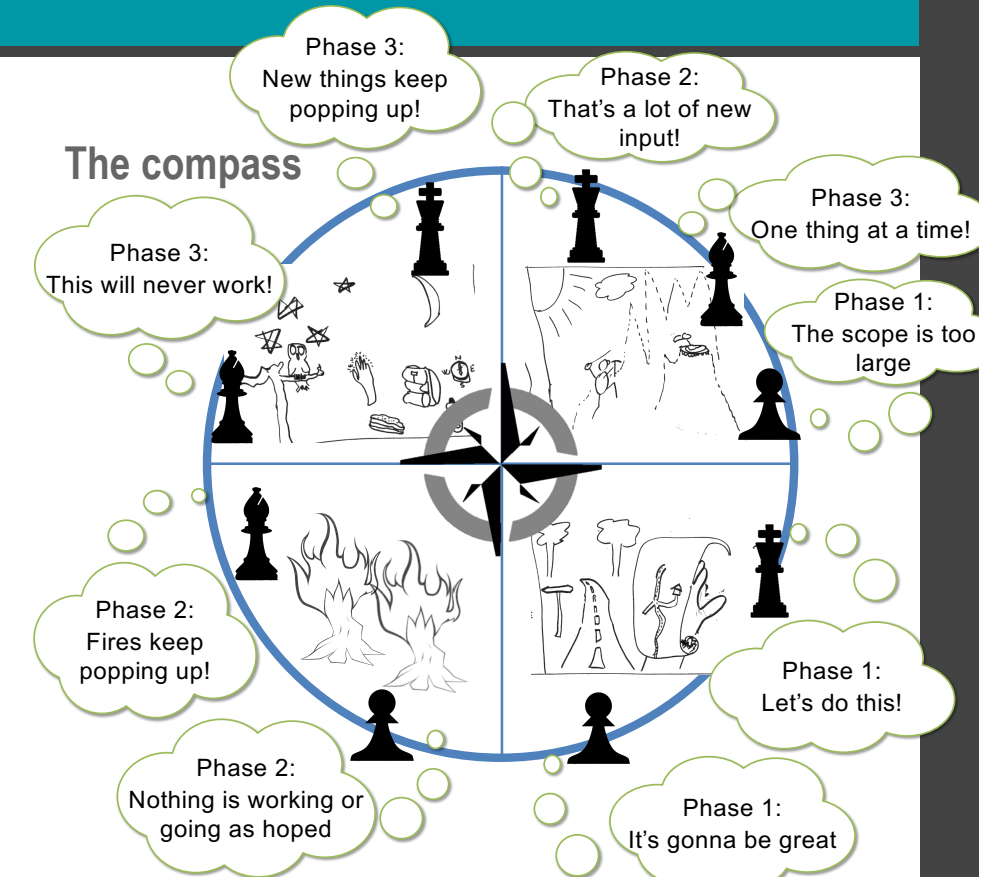 Phase 3:
New things keep
popping up!
Phase 2:
That's a lot of new
input!
The compass
Phase 3:
One thing at a time!
Phase 3:
This will never work!
Phase 1:
The scope is too
large
N
W
E
S
Phase 2:
Fires keep
popping up!
Phase 1:
Let's do this!
Phase 2:
Nothing is working or
going as hoped
Phase 1:
It's gonna be great